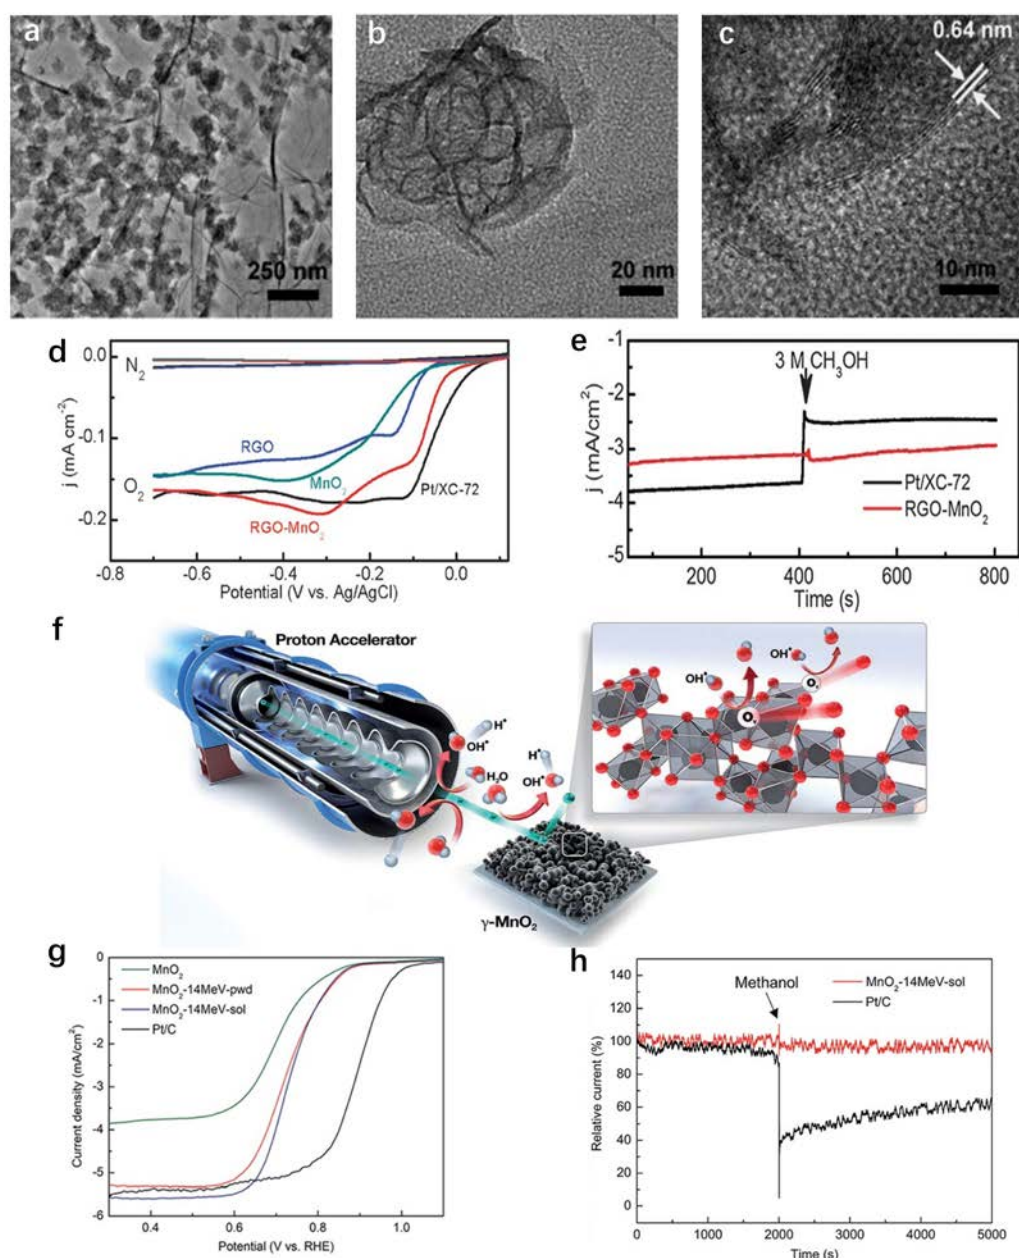 a
250 nm
b
20 nm
c
0.64 nm
10 nm
d
j (mA cm⁻²)
0.0
-0.1
-0.2
N₂
O₂
RGO
MnO₂
Pt/XC-72
RGO-MnO₂
-0.8
-0.6
-0.4
-0.2
0.0
Potential (V vs. Ag/AgCl)
e
j (mA/cm²)
-1
-2
-3
-4
-5
3 M CH₃OH
Pt/XC-72
RGO-MnO₂
200
400
600
800
Time (s)
f
Proton Accelerator
H•
OH•
H₂O
H•
OH•
γ-MnO₂
OH•
OH•
g
Current density (mA/cm²)
0
-1
-2
-3
-4
-5
-6
MnO₂
MnO₂-14MeV-pwd
MnO₂-14MeV-sol
Pt/C
0.4
0.6
0.8
1.0
Potential (V vs. RHE)
h
Relative current (%)
140
120
100
80
60
40
20
0
Methanol
MnO₂-14MeV-sol
Pt/C
0
1000
2000
3000
4000
5000
Time (s)